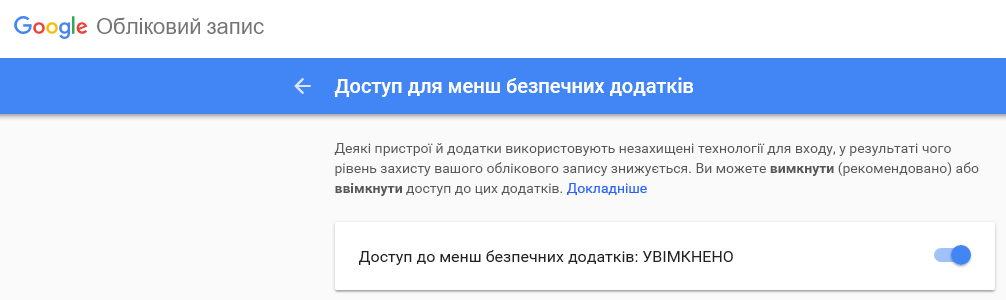 Google Обліковий запис
Доступ для менш безпечних додатків
Деякі пристрої й додатки використовують незахищені технології для входу, у результаті чого
рівень захисту вашого облікового запису знижується. Ви можете вимкнути (рекомендовано) або
ввімкнути доступ до цих додатків. Докладніше
Доступ до менш безпечних додатків: УВІМКНЕНО